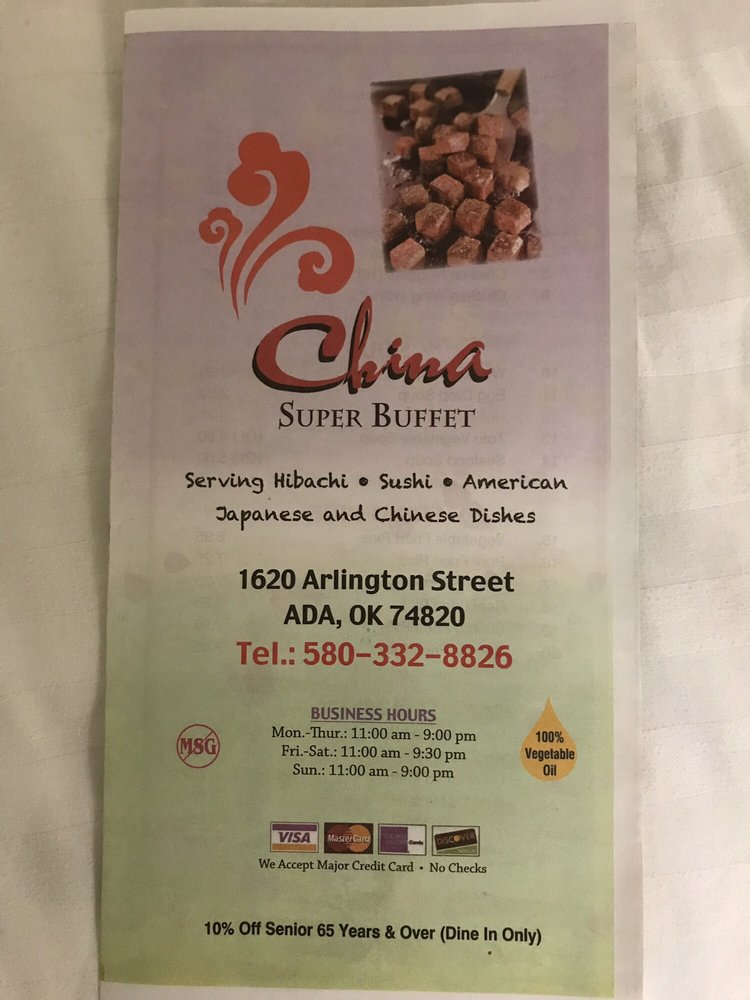 China
SUPER BUFFET
Serving Hibachi • Sushi • American
Japanese and Chinese Dishes
1620 Arlington Street
ADA, OK 74820
Tel.: 580-332-8826
BUSINESS HOURS
Mon.-Thur.: 11:00 am - 9:00 pm
Fri.-Sat.: 11:00 am - 9:30 pm
Sun.: 11:00 am - 9:00 pm
MSG
100%
Vegetable
Oil
VISA MasterCard Cards DISCOVER
We Accept Major Credit Card • No Checks
10% Off Senior 65 Years & Over (Dine In Only)